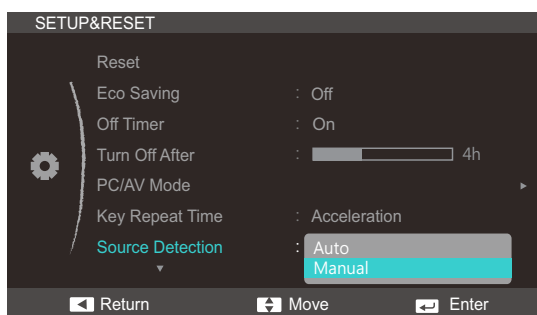 SETUP&RESET
Reset
Eco Saving : Off
Off Timer : On
Turn Off After : 4h
PC/AV Mode
Key Repeat Time : Acceleration
Source Detection : Auto
Manual
Return Move Enter